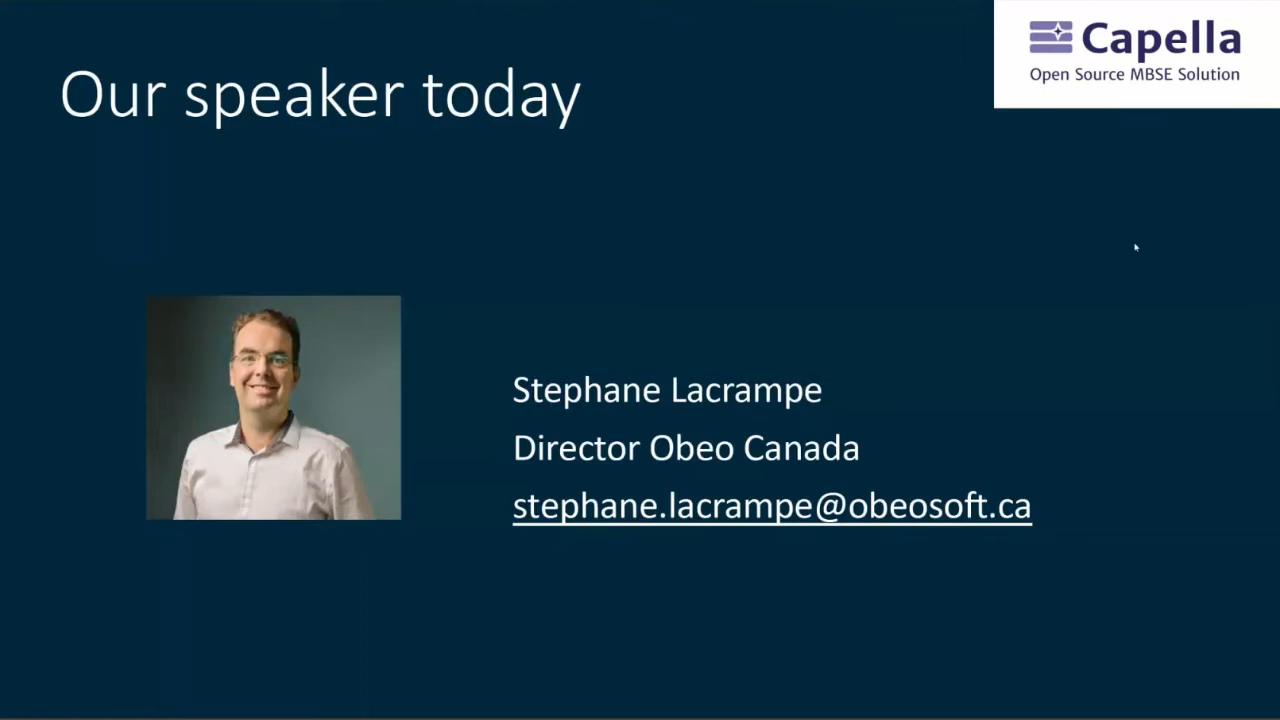 Capella
Open Source MBSE Solution
Our speaker today
Stephane Lacrampe
Director Obeo Canada
stephane.lacrampe@obeosoft.ca